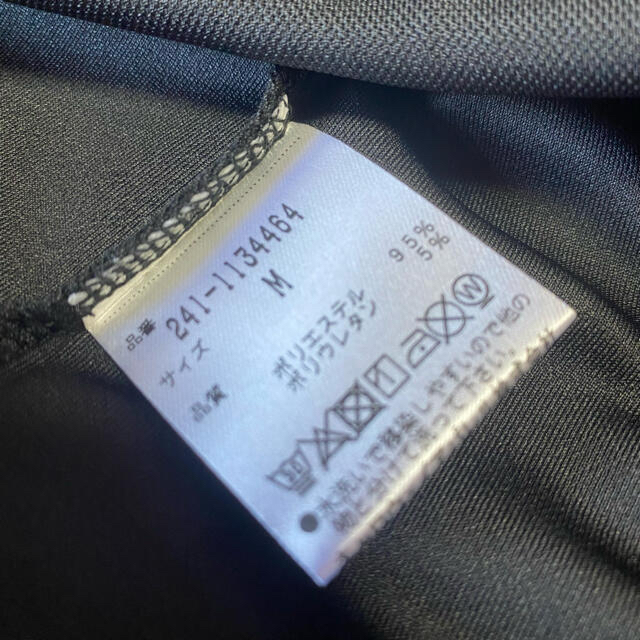 品番 241-1134464
サイズ M
品質 ポリエステル 95%
ポリウレタン 5%
●水洗いで移染しやすいので他の
物と分けて洗って下さい。